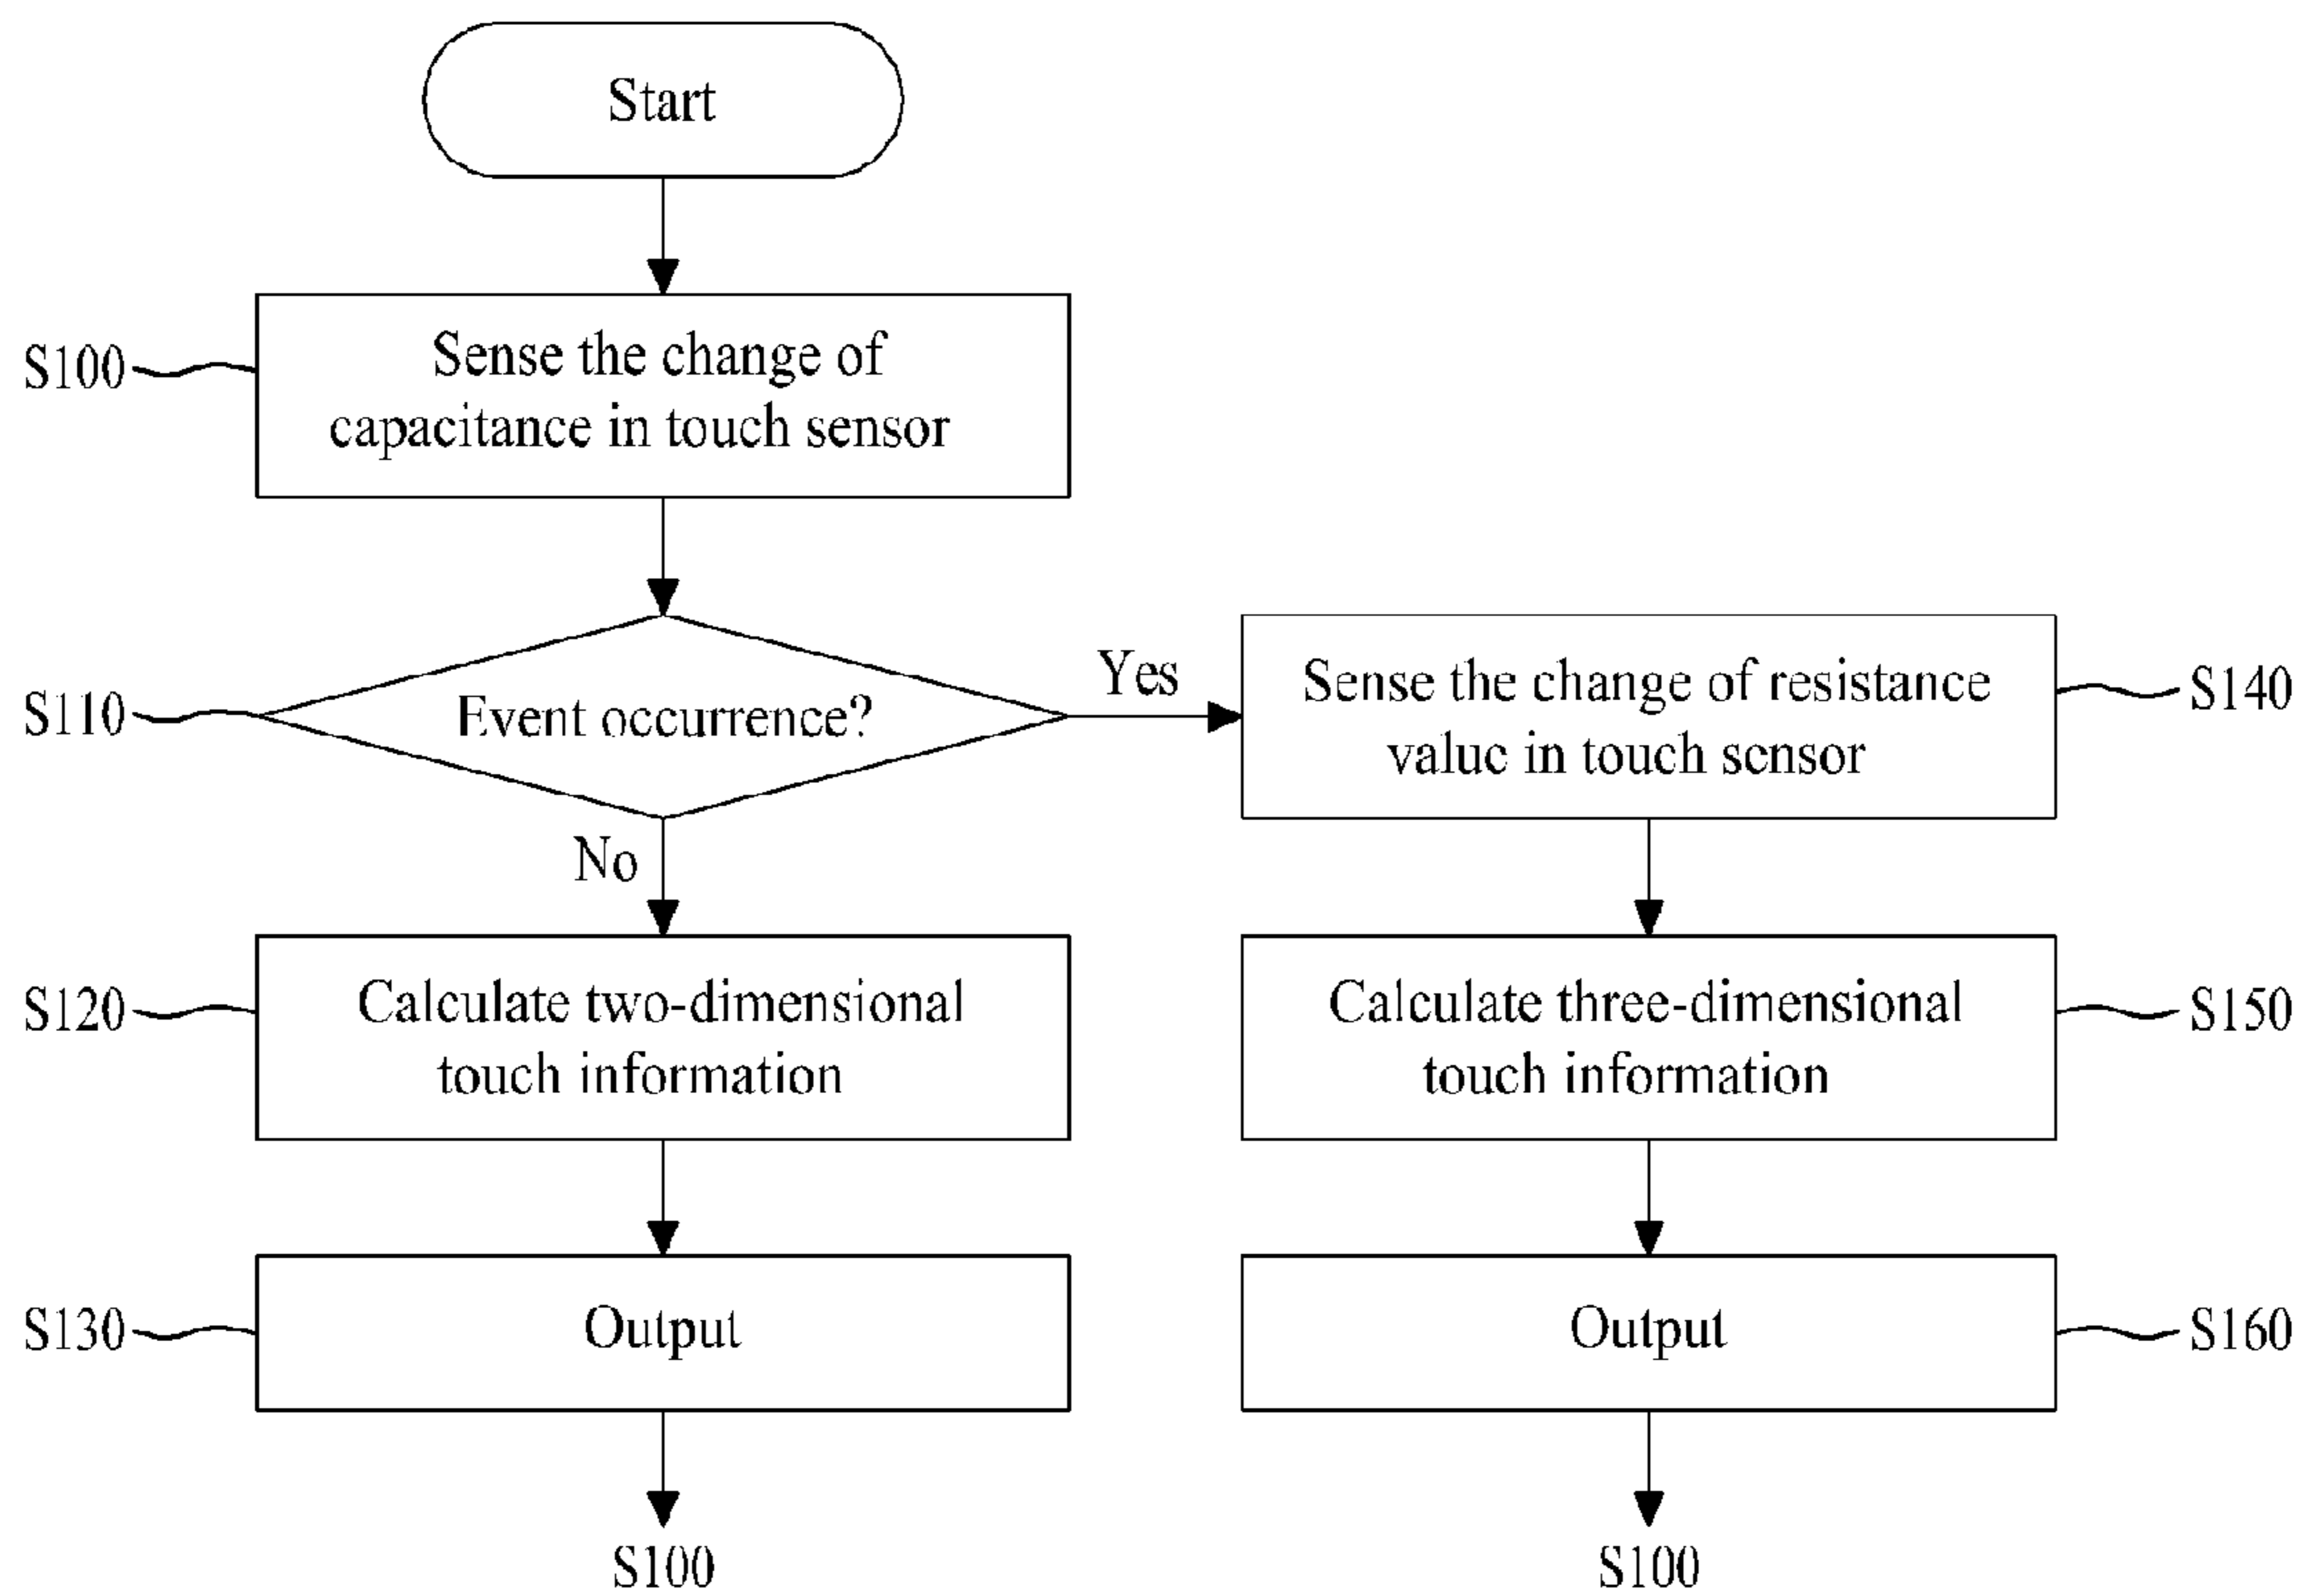 Start
S100
Sense the change of
capacitance in touch sensor
S110
Event occurrence?
Yes
No
Sense the change of resistance
value in touch sensor
S140
S120
Calculate two-dimensional
touch information
Calculate three-dimensional
touch information
S150
S130
Output
Output
S160
S100
S100